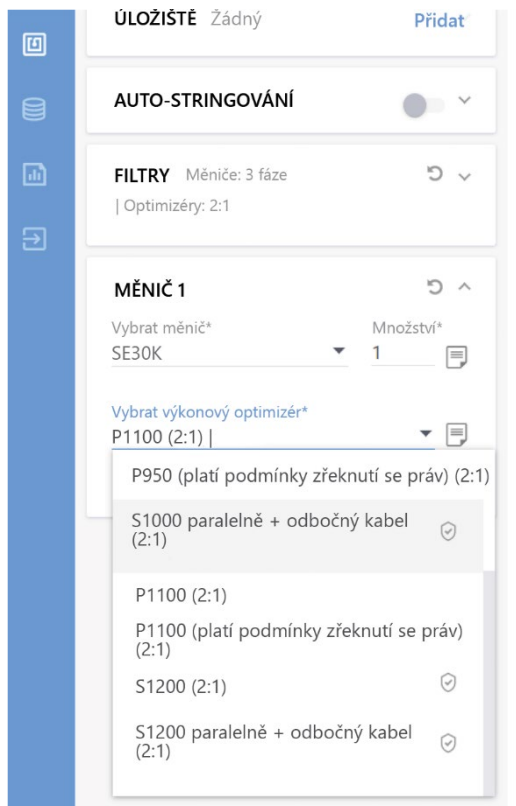 ÚLOŽIŠTĚ Žádný Přidat
AUTO-STRINGOVÁNÍ
FILTRY Měniče: 3 fáze
| Optimizéry: 2:1
MĚNIČ 1
Vybrat měnič* Množství*
SE30K 1
Vybrat výkonový optimizér*
P1100 (2:1) |
P950 (platí podmínky zřeknutí se práv) (2:1)
S1000 paralelně + odbočný kabel
(2:1)
P1100 (2:1)
P1100 (platí podmínky zřeknutí se práv)
(2:1)
S1200 (2:1)
S1200 paralelně + odbočný kabel
(2:1)